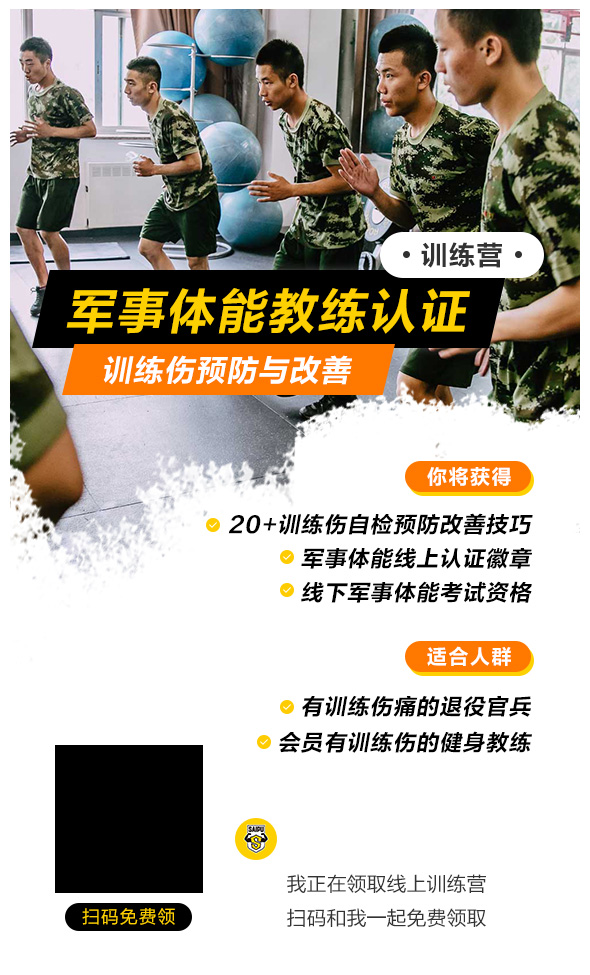 ·训练营·
军事体能教练认证
训练伤预防与改善
你将获得
20+训练伤自检预防改善技巧
军事体能线上认证徽章
线下军事体能考试资格
适合人群
有训练伤痛的退役官兵
会员有训练伤的健身教练
SAIPU
S
我正在领取线上训练营
扫码免费领
扫码和我一起免费领取